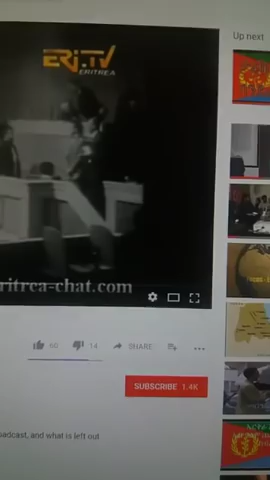 Up next
ERi.TV
ERITREA
ritrea-chat.com
60
14
SHARE
SUBSCRIBE 1.4K
oadcast, and what is left out